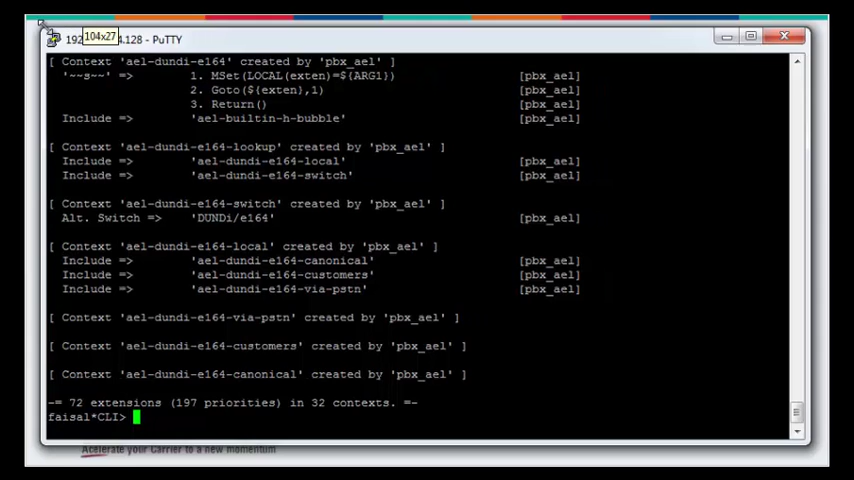 192 4.128 - PuTTY
104x27
[ Context 'ael-dundi-e164' created by 'pbx_ael' ]
'~~s~~' => 1. MSet(LOCAL(exten)=${ARG1}) [pbx_ael]
2. Goto(${exten},1) [pbx_ael]
3. Return() [pbx_ael]
Include => 'ael-builtin-h-bubble' [pbx_ael]
[ Context 'ael-dundi-e164-lookup' created by 'pbx_ael' ]
Include => 'ael-dundi-e164-local' [pbx_ael]
Include => 'ael-dundi-e164-switch' [pbx_ael]
[ Context 'ael-dundi-e164-switch' created by 'pbx_ael' ]
Alt. Switch => 'DUNDi/e164' [pbx_ael]
[ Context 'ael-dundi-e164-local' created by 'pbx_ael' ]
Include => 'ael-dundi-e164-canonical' [pbx_ael]
Include => 'ael-dundi-e164-customers' [pbx_ael]
Include => 'ael-dundi-e164-via-pstn' [pbx_ael]
[ Context 'ael-dundi-e164-via-pstn' created by 'pbx_ael' ]
[ Context 'ael-dundi-e164-customers' created by 'pbx_ael' ]
[ Context 'ael-dundi-e164-canonical' created by 'pbx_ael' ]
-= 72 extensions (197 priorities) in 32 contexts. =-
faisal*CLI>
Acelerate your Carrier to a new momentum